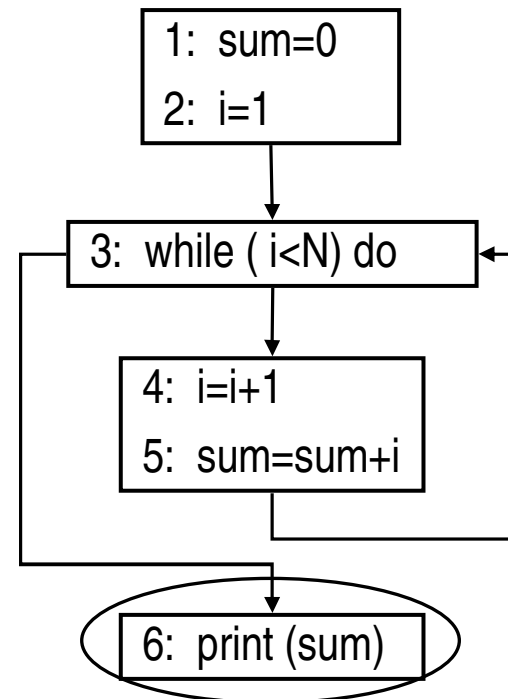 1: sum=0
2: i=1
3: while ( i<N) do
4: i=i+1
5: sum=sum+i
6: print (sum)